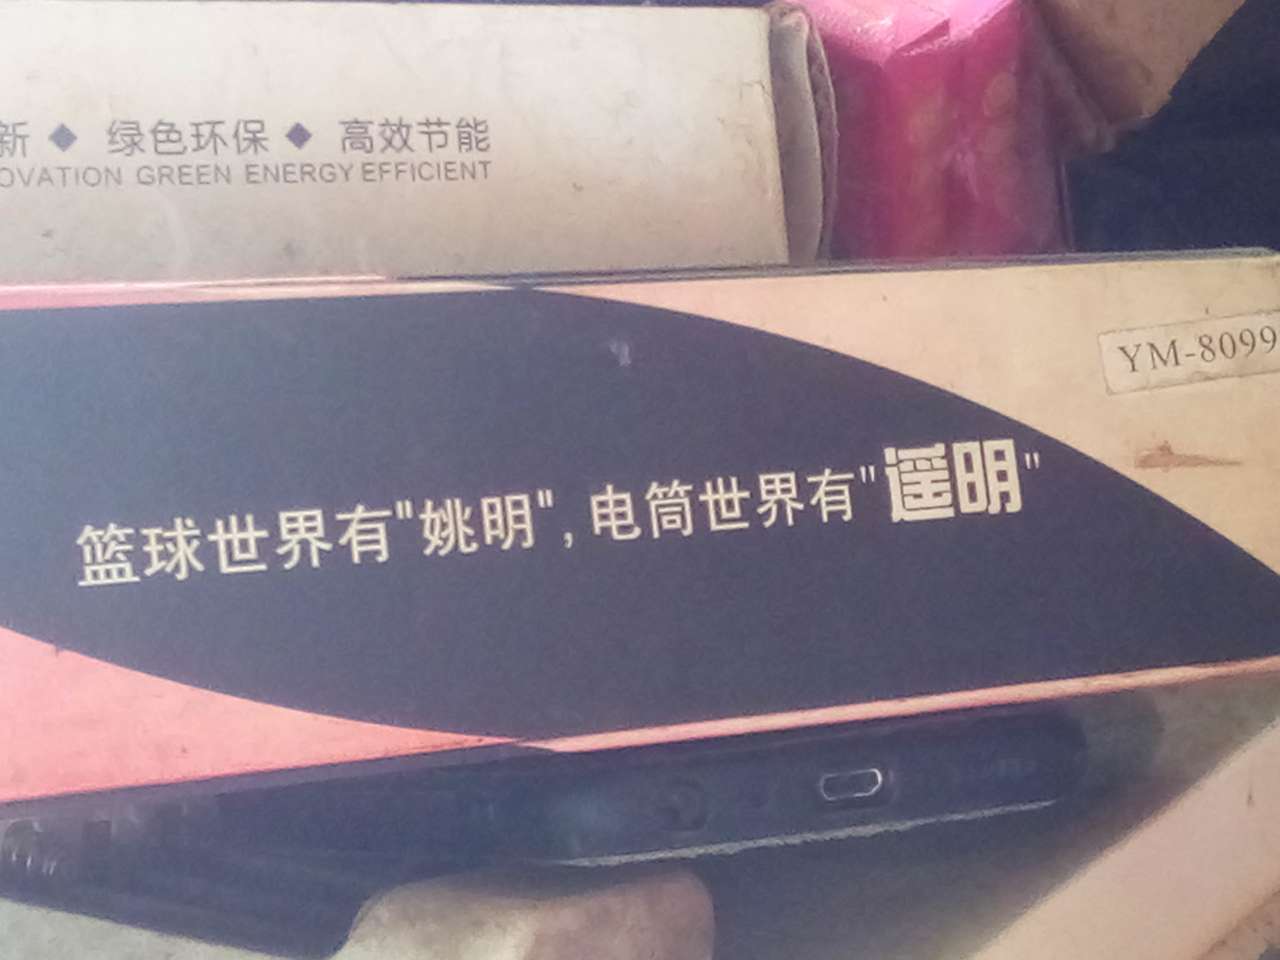 新 ◆ 绿色环保 ◆ 高效节能
OVATION GREEN ENERGY EFFICIENT
YM-8099
篮球世界有"姚明",电筒世界有"遥明"